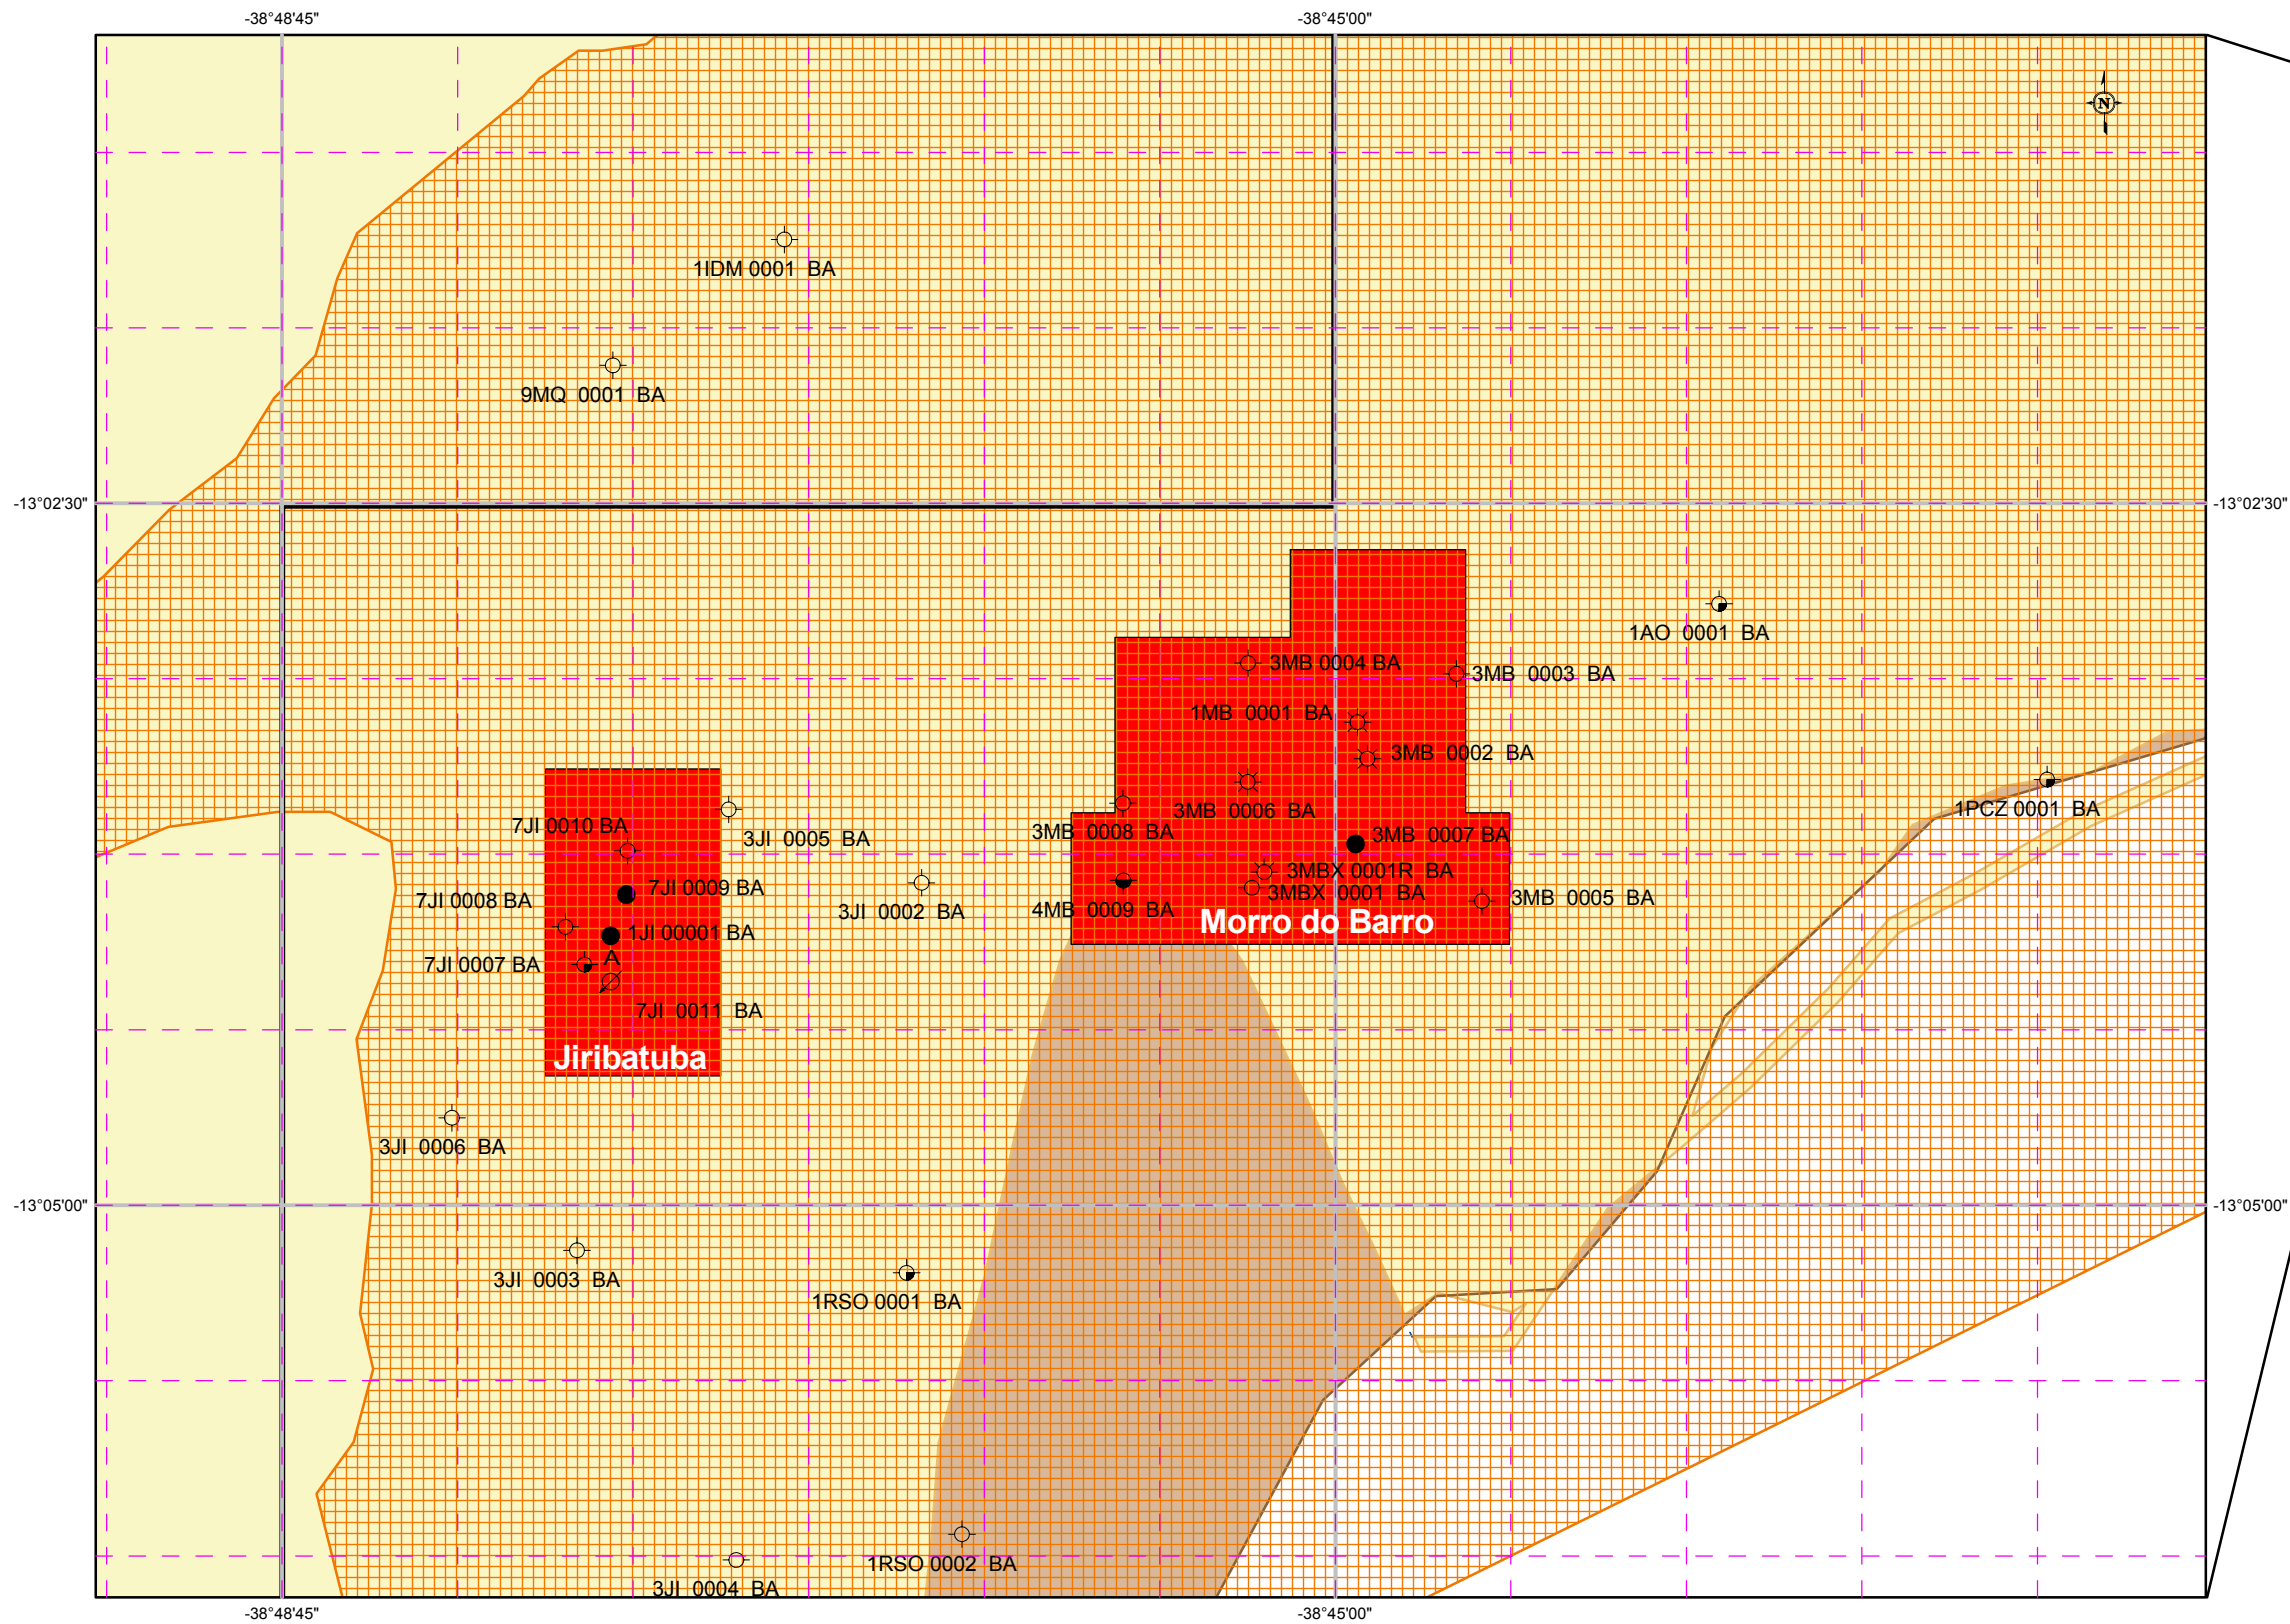 -38°48'45" -38°45'00"
N
1IDM 0001 BA
9MQ 0001 BA
-13°02'30" -13°02'30"
1AO 0001 BA
3MB 0004 BA
3MB 0003 BA
1MB 0001 BA
3MB 0002 BA
1PCZ 0001 BA
3MB 0006 BA
7JI 0010 BA
3MB 0008 BA
3MB 0007 BA
3JI 0005 BA
3MBX 0001R BA
7JI 0009 BA
3MBX 0001 BA
7JI 0008 BA
3MB 0005 BA
3JI 0002 BA
4MB 0009 BA
Morro do Barro
1JI 00001 BA
A
7JI 0007 BA
7JI 0011 BA
Jiribatuba
3JI 0006 BA
-13°05'00" -13°05'00"
3JI 0003 BA
1RSO 0001 BA
1RSO 0002 BA
3JI 0004 BA
-38°48'45" -38°45'00"